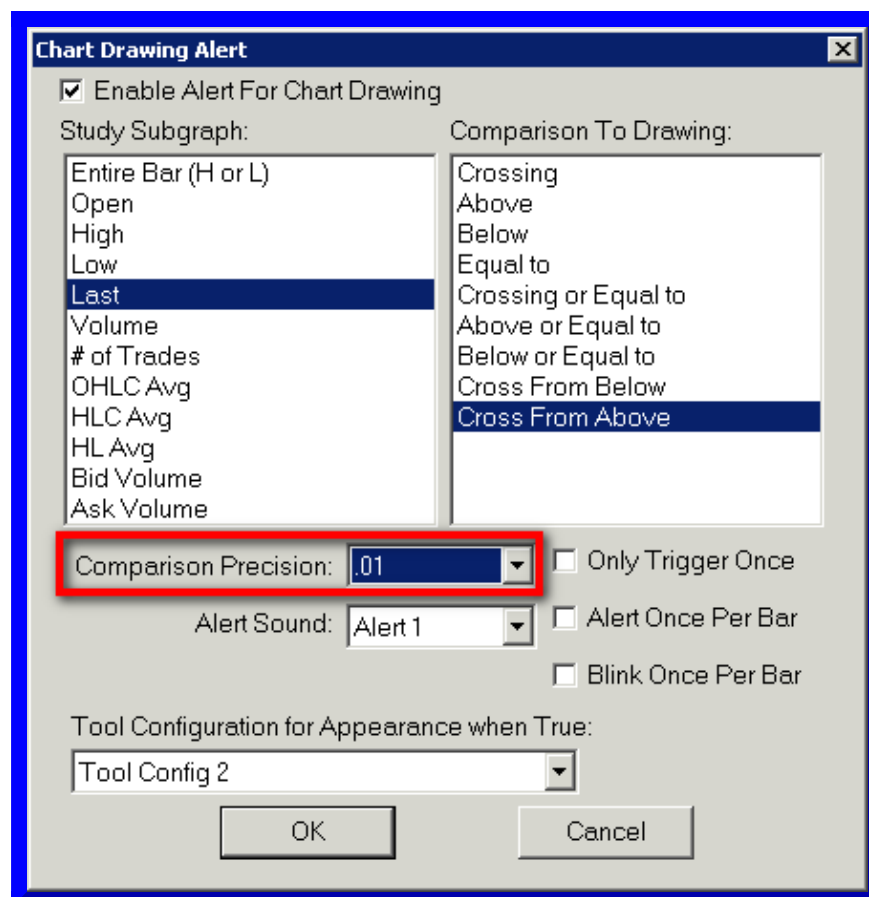 Chart Drawing Alert
Enable Alert For Chart Drawing
Study Subgraph:
Comparison To Drawing:
Entire Bar (H or L)
Open
High
Low
Last
Volume
# of Trades
OHLC Avg
HLC Avg
HL Avg
Bid Volume
Ask Volume
Crossing
Above
Below
Equal to
Crossing or Equal to
Above or Equal to
Below or Equal to
Cross From Below
Cross From Above
Comparison Precision: .01
Only Trigger Once
Alert Sound: Alert 1
Alert Once Per Bar
Blink Once Per Bar
Tool Configuration for Appearance when True:
Tool Config 2
OK
Cancel